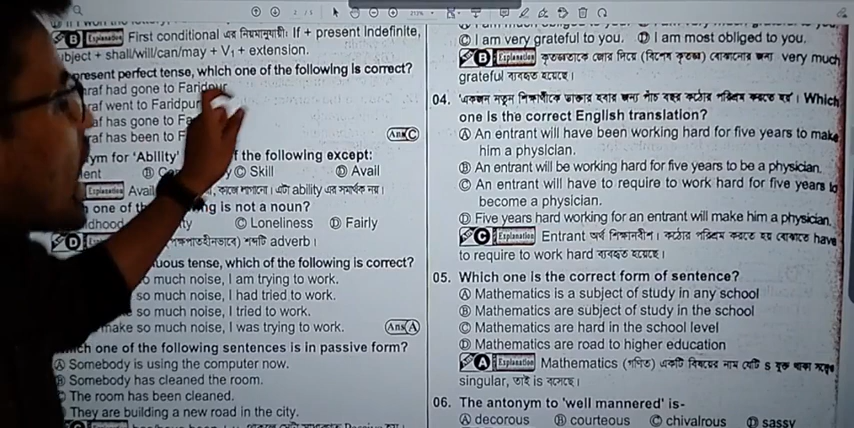 212%
B Explanation First conditional এর নিয়মানুযায়ী: If + present indefinite,
ubject + shall/will/can/may + V₁ + extension.
present perfect tense, which one of the following is correct?
raf had gone to Faridpur
raf went to Faridpur
af has gone to Fa
raf has been to F
Ans C
ym for 'Ability' f the following except:
ent Ⓑ C y Ⓒ Skill Ⓓ Avail
Explanation Avail কাজে লাগানো। এটা ability এর সমার্থক নয়।
one of th ng is not a noun?
ldhood ty Ⓒ Loneliness Ⓓ Fairly
D পক্ষপাতহীনভাবে) শব্দটি adverb।
uous tense, which of the following is correct?
o much noise, I am trying to work.
so much noise, I had tried to work.
so much noise, I tried to work.
make so much noise, I was trying to work. Ans A
ch one of the following sentences is in passive form?
Ⓐ Somebody is using the computer now.
Ⓑ Somebody has cleaned the room.
The room has been cleaned.
They are building a new road in the city.
Ⓒ I am very grateful to you. Ⓓ I am most obliged to you.
B Explanation কৃতজ্ঞতাকে জোর দিয়ে (বিশেষ কৃতজ্ঞ) বোঝানোর জন্য very much
grateful ব্যবহৃত হয়েছে।
04. 'একজন নতুন শিক্ষার্থীকে ডাক্তার হবার জন্য পাঁচ বছর কঠোর পরিশ্রম করতে হয়'। Which
one is the correct English translation?
Ⓐ An entrant will have been working hard for five years to make
him a physician.
Ⓑ An entrant will be working hard for five years to be a physician.
Ⓒ An entrant will have to require to work hard for five years to
become a physician.
Ⓓ Five years hard working for an entrant will make him a physician.
C Explanation Entrant অর্থ শিক্ষানবীশ। কঠোর পরিশ্রম করতে হয় বোঝাতে have
to require to work hard ব্যবহৃত হয়েছে।
05. Which one is the correct form of sentence?
Ⓐ Mathematics is a subject of study in any school
Ⓑ Mathematics are subject of study in the school
Ⓒ Mathematics are hard in the school level
Ⓓ Mathematics are road to higher education
A Explanation Mathematics (গণিত) একটি বিষয়ের নাম যেটি s যুক্ত থাকা সত্ত্বেও
singular, তাই is বসেছে।
06. The antonym to 'well mannered' is-
Ⓐ decorous Ⓑ courteous Ⓒ chivalrous Ⓓ sassy